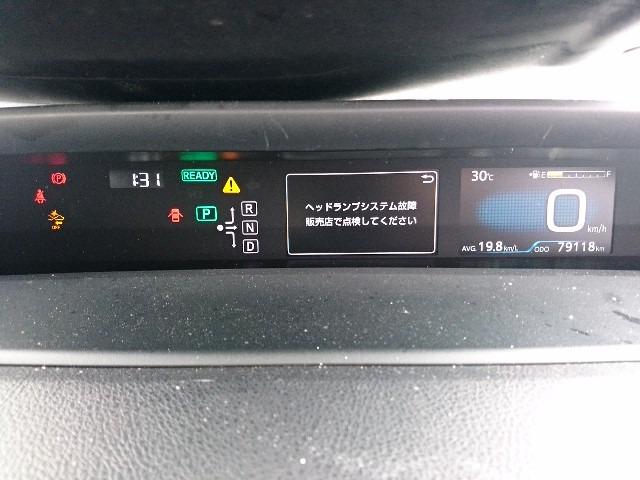 P
1:31
READY
OFF
P
R
N
D
ヘッドランプシステム故障
販売店で点検してください
30℃
E F
0 km/h
AVG. 19.8 km/L ODO 79118 km